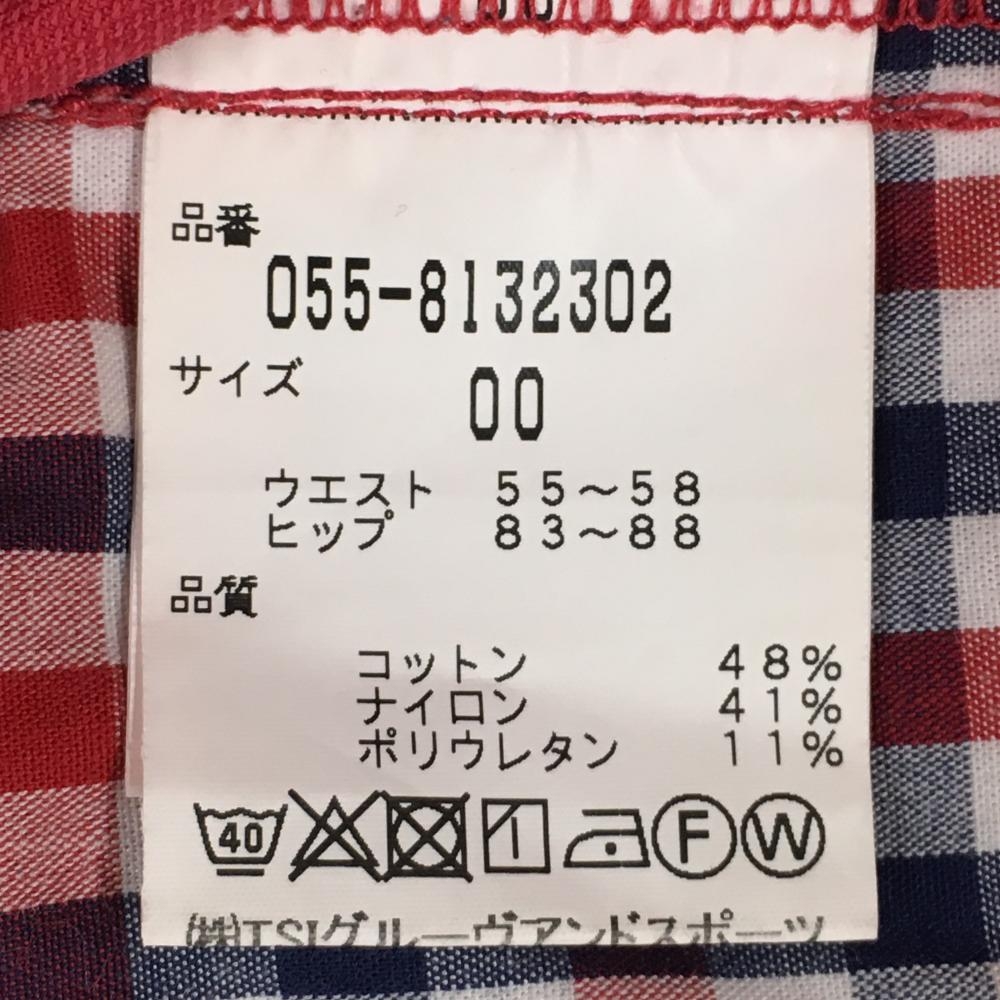 品番
055-8132302
サイズ 00
ウエスト 55～58
ヒップ 83～88
品質
コットン 48%
ナイロン 41%
ポリウレタン 11%
40 F W
(株)TSIグルーヴアンドスポーツ